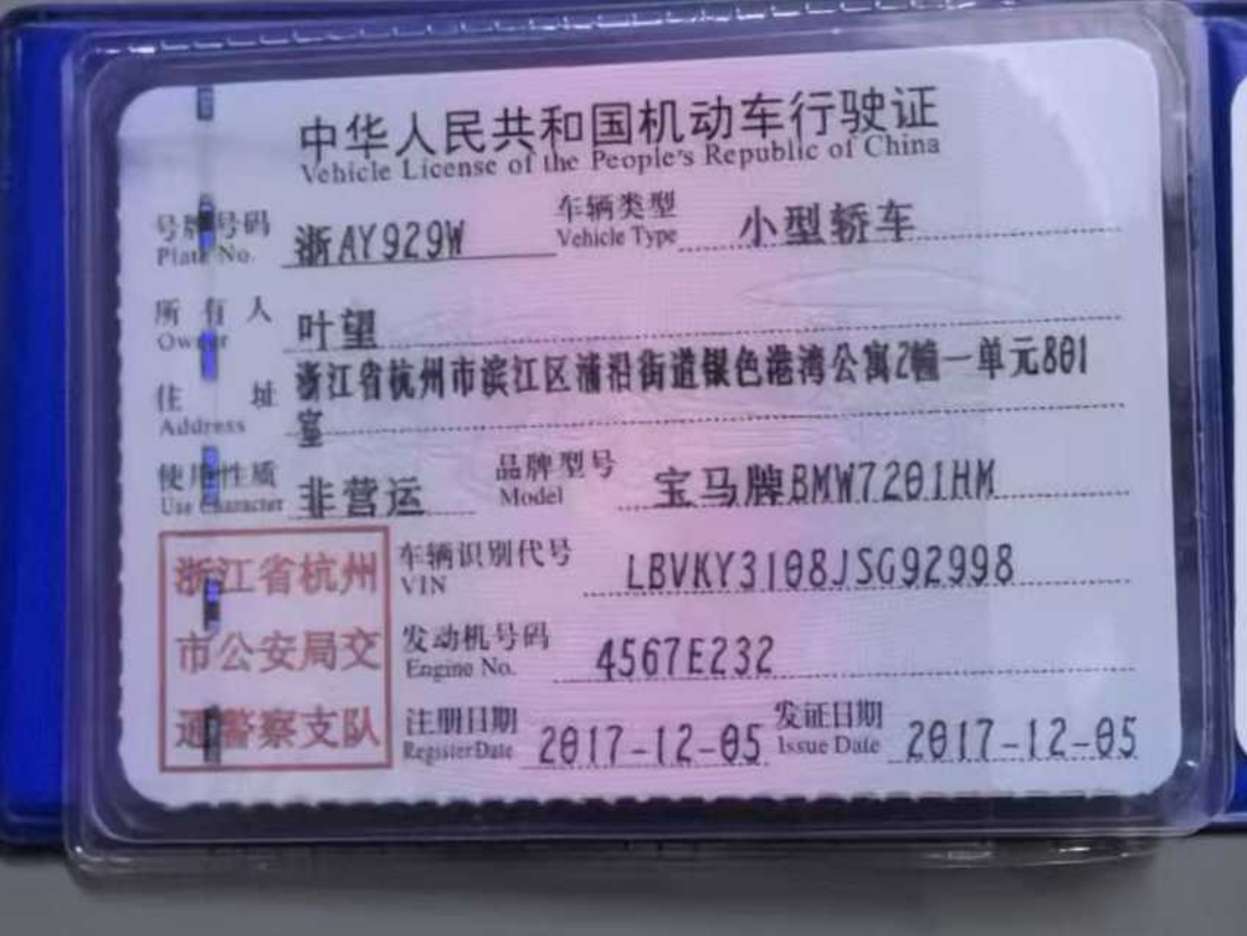 中华人民共和国机动车行驶证
Vehicle License of the People's Republic of China
号牌号码 浙AY929W 车辆类型 小型轿车
Plate No. Vehicle Type
所有人 叶望
Owner
住址 浙江省杭州市滨江区浦沿街道银色港湾公寓2幢一单元801
Address 室
使用性质 非营运 品牌型号 宝马牌BMW7201HM
Use Character Model
浙江省杭州 车辆识别代号 LBVKY3108JSG92998
VIN
市公安局交 发动机号码 4567E232
Engine No.
通警察支队 注册日期 2017-12-05 发证日期 2017-12-05
Register Date Issue Date